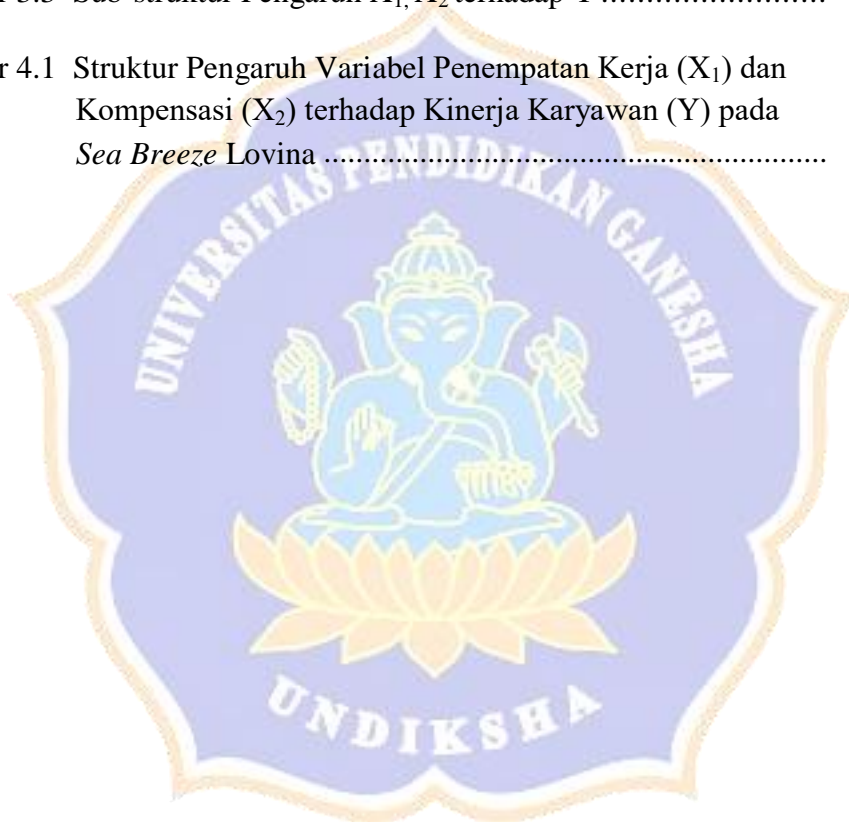 3.3 Sub-struktur Pengaruh X₁, X₂ terhadap Y ............................
r 4.1 Struktur Pengaruh Variabel Penempatan Kerja (X₁) dan
Kompensasi (X₂) terhadap Kinerja Karyawan (Y) pada
Sea Breeze Lovina ..............................................................
UNIVERSITAS PENDIDIKAN GANESHA
UNDIKSHA